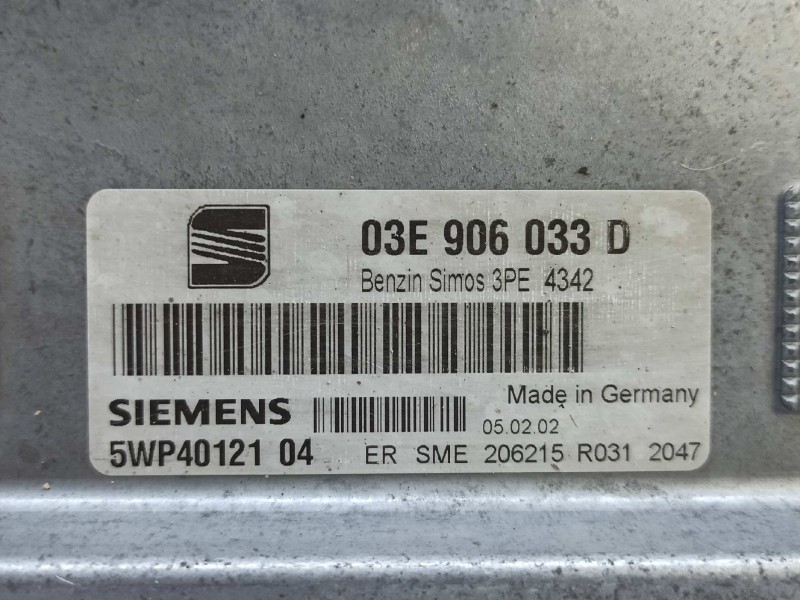 03E 906 033 D
Benzin Simos 3PE 4342
Made in Germany
SIEMENS
05.02.02
5WP40121 04 ER SME 206215 R031 2047